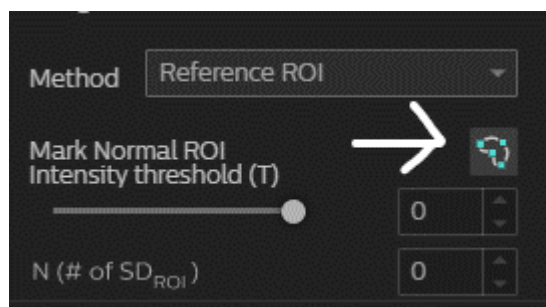 Method Reference ROI
Mark Normal ROI
Intensity threshold (T)
0
N (# of SD_ROI) 0